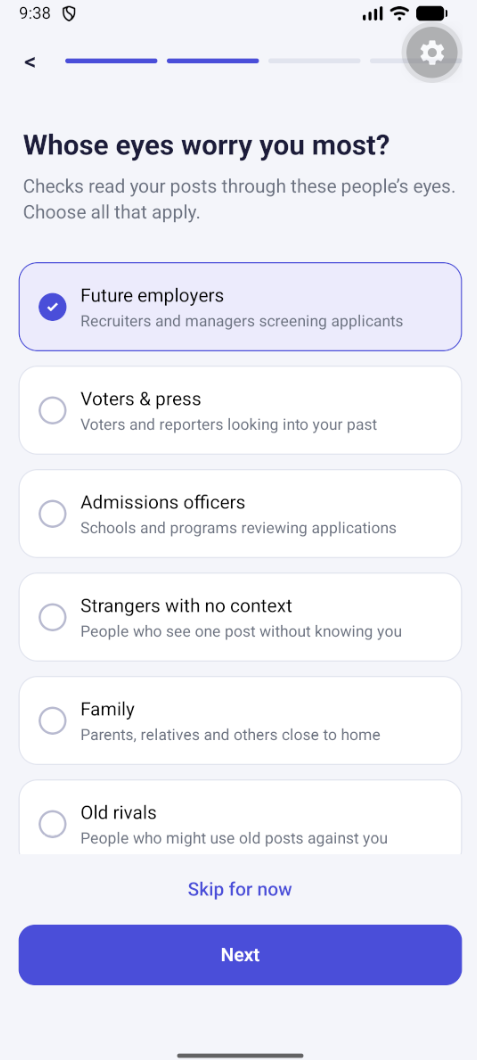 9:38
<
Whose eyes worry you most?
Checks read your posts through these people's eyes.
Choose all that apply.
Future employers
Recruiters and managers screening applicants
Voters & press
Voters and reporters looking into your past
Admissions officers
Schools and programs reviewing applications
Strangers with no context
People who see one post without knowing you
Family
Parents, relatives and others close to home
Old rivals
People who might use old posts against you
Skip for now
Next